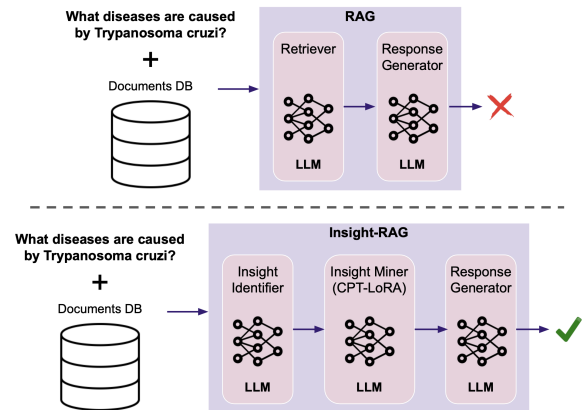 What diseases are caused
by Trypanosoma cruzi?
+
Documents DB
RAG
Retriever
LLM
Response
Generator
LLM
What diseases are caused
by Trypanosoma cruzi?
+
Documents DB
Insight-RAG
Insight
Identifier
LLM
Insight Miner
(CPT-LoRA)
LLM
Response
Generator
LLM